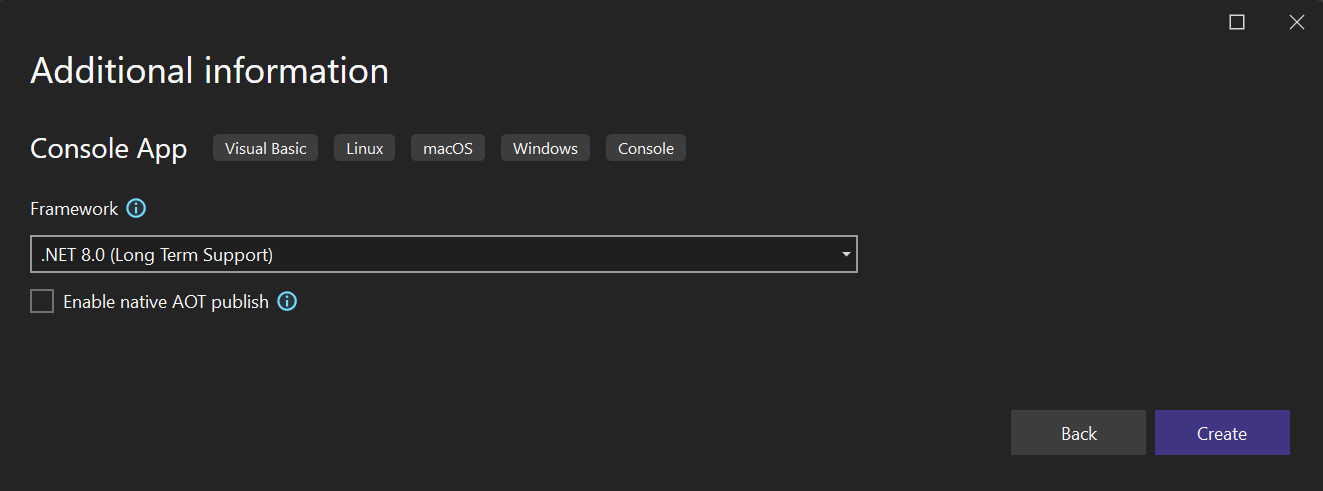 Additional information
Console App Visual Basic Linux macOS Windows Console
Framework
.NET 8.0 (Long Term Support)
Enable native AOT publish
Back Create